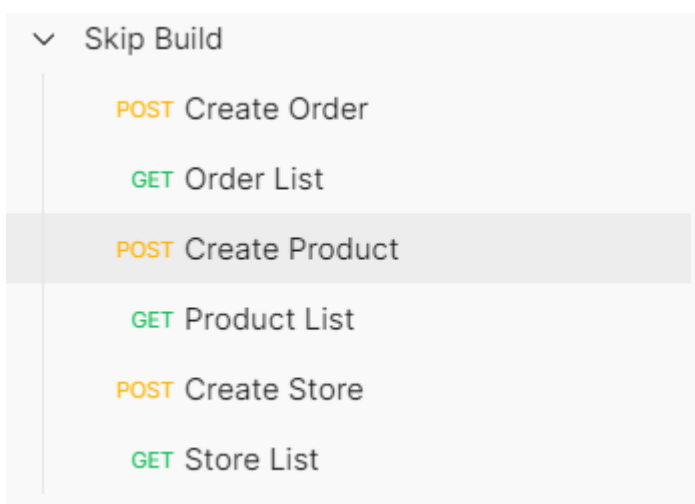 Skip Build
POST Create Order
GET Order List
POST Create Product
GET Product List
POST Create Store
GET Store List